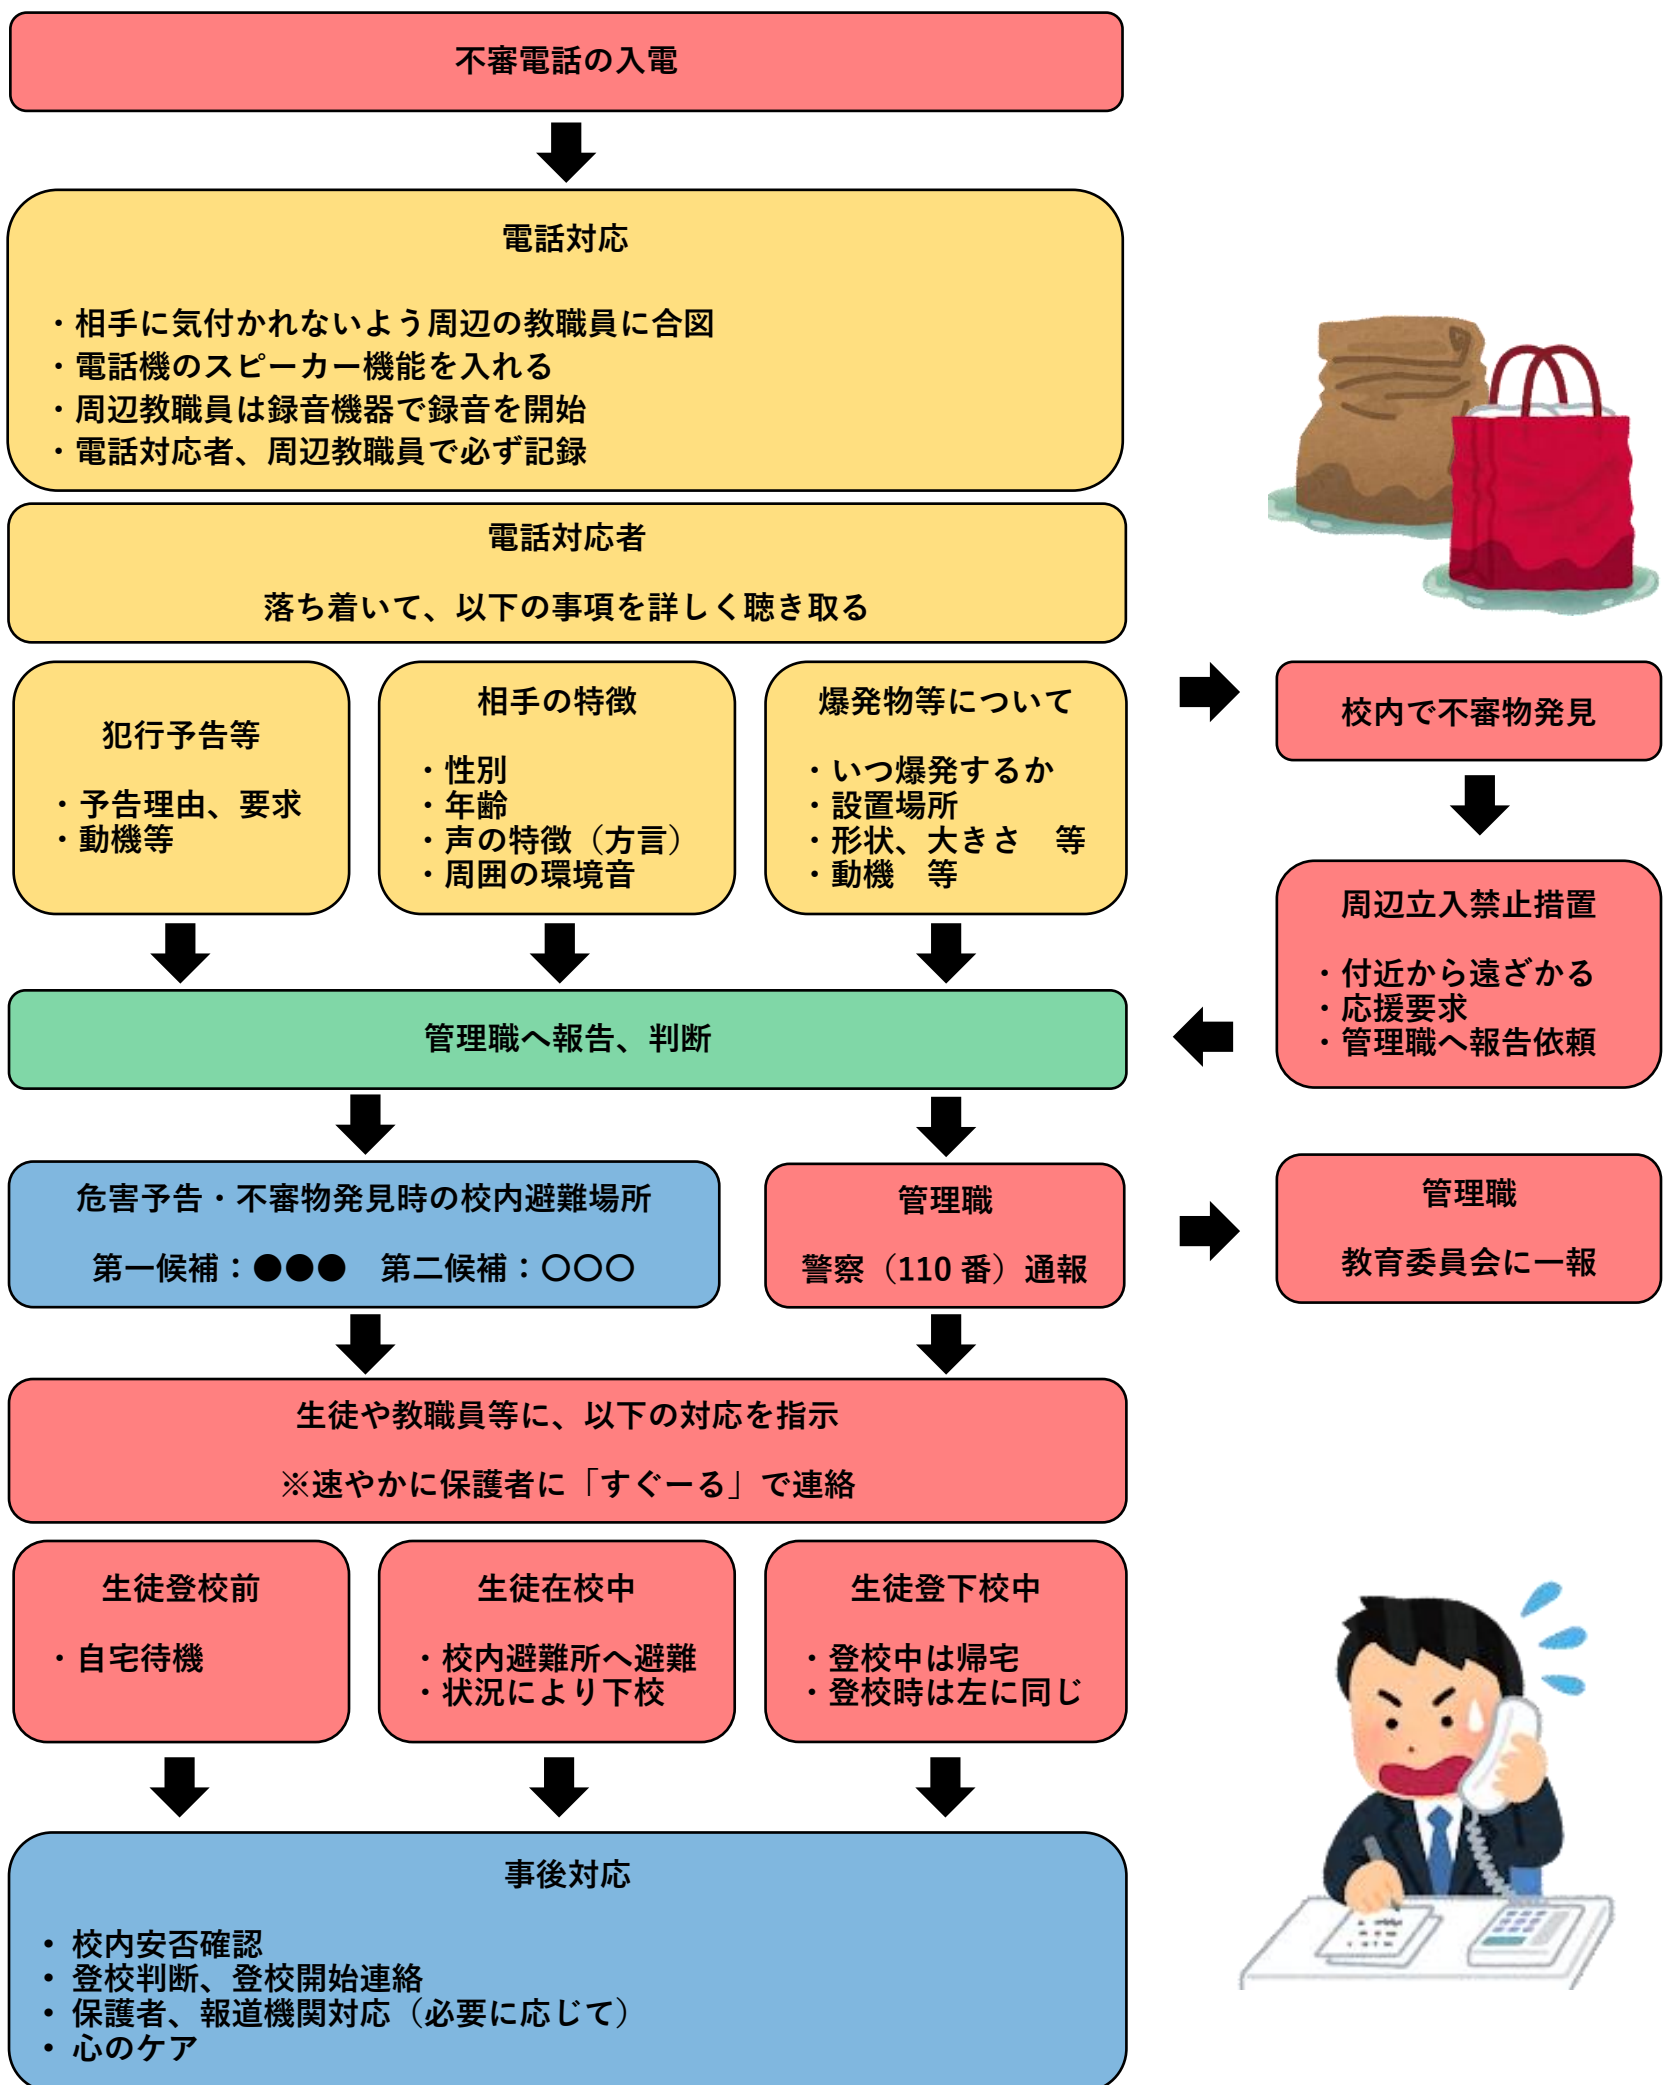 不審電話の入電
電話対応
・相手に気付かれないよう周辺の教職員に合図
・電話機のスピーカー機能を入れる
・周辺教職員は録音機器で録音を開始
・電話対応者、周辺教職員で必ず記録
電話対応者
落ち着いて、以下の事項を詳しく聴き取る
犯行予告等
・予告理由、要求
・動機等
相手の特徴
・性別
・年齢
・声の特徴（方言）
・周囲の環境音
爆発物等について
・いつ爆発するか
・設置場所
・形状、大きさ　等
・動機　等
校内で不審物発見
周辺立入禁止措置
・付近から遠ざかる
・応援要求
・管理職へ報告依頼
管理職へ報告、判断
危害予告・不審物発見時の校内避難場所
第一候補：●●●　第二候補：〇〇〇
管理職
警察（110 番）通報
管理職
教育委員会に一報
生徒や教職員等に、以下の対応を指示
※速やかに保護者に「すぐーる」で連絡
生徒登校前
・自宅待機
生徒在校中
・校内避難所へ避難
・状況により下校
生徒登下校中
・登校中は帰宅
・登校時は左に同じ
事後対応
・ 校内安否確認
・ 登校判断、登校開始連絡
・ 保護者、報道機関対応（必要に応じて）
・ 心のケア